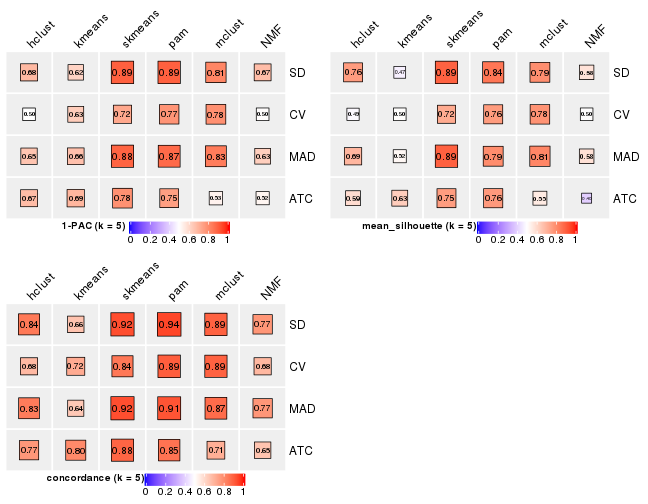 hclust kmeans skmeans pam mclust NMF
0.68 0.62 0.89 0.89 0.81 0.67 SD
0.50 0.63 0.72 0.77 0.78 0.50 CV
0.65 0.66 0.88 0.87 0.83 0.63 MAD
0.67 0.69 0.78 0.75 0.53 0.52 ATC
1-PAC (k = 5)
0 0.2 0.4 0.6 0.8 1
hclust kmeans skmeans pam mclust NMF
0.76 0.47 0.89 0.84 0.79 0.58 SD
0.49 0.50 0.72 0.76 0.78 0.50 CV
0.69 0.52 0.89 0.79 0.81 0.58 MAD
0.59 0.63 0.75 0.76 0.55 ATC
mean_silhouette (k = 5)
0 0.2 0.4 0.6 0.8 1
hclust kmeans skmeans pam mclust NMF
0.84 0.66 0.92 0.94 0.89 0.77 SD
0.68 0.72 0.84 0.89 0.89 0.68 CV
0.83 0.64 0.92 0.91 0.87 0.77 MAD
0.77 0.80 0.88 0.85 0.71 0.65 ATC
concordance (k = 5)
0 0.2 0.4 0.6 0.8 1